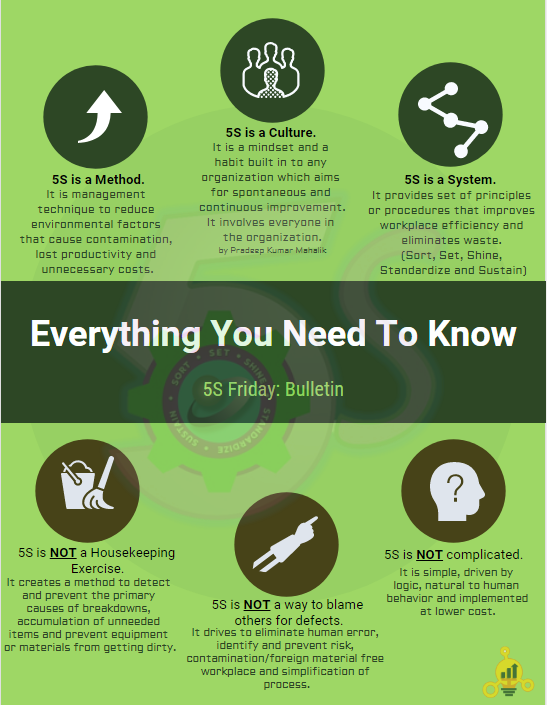 5S is a Culture.
It is a mindset and a
habit built in to any
organization which aims
for spontaneous and
continuous improvement.
It involves everyone in
the organization.
by Pradeep Kumar Mahalik
5S is a Method.
It is management
technique to reduce
environmental factors
that cause contamination,
lost productivity and
unnecessary costs.
5S is a System.
It provides set of principles
or procedures that improves
workplace efficiency and
eliminates waste.
(Sort, Set, Shine,
Standardize and Sustain)
5S
Everything You Need To Know
5S Friday: Bulletin
SORT • SET • SHINE • STANDARDIZE • SUSTAIN •
5S is NOT a Housekeeping
Exercise.
It creates a method to detect
and prevent the primary
causes of breakdowns,
accumulation of unneeded
items and prevent equipment
or materials from getting dirty.
5S is NOT a way to blame
others for defects.
It drives to eliminate human error,
identify and prevent risk,
contamination/foreign material free
workplace and simplification of
process.
?
5S is NOT complicated.
It is simple, driven by
logic, natural to human
behavior and implemented
at lower cost.